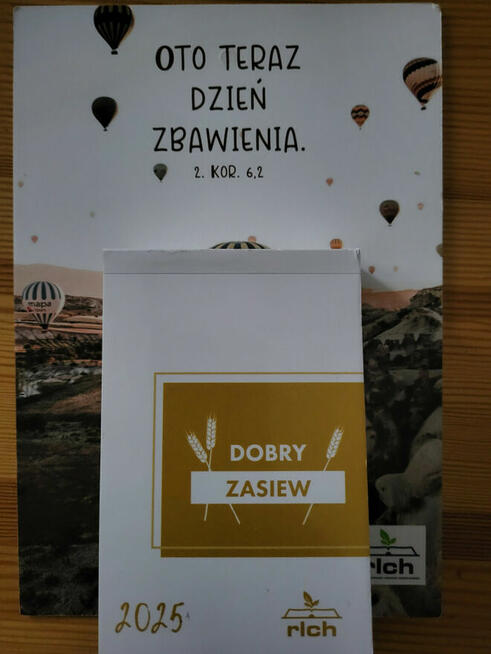 OTO TERAZ
DZIEŃ
ZBAWIENIA.
2. KOR. 6,2
mapa
DOBRY
ZASIEW
rlch
2025
rlch